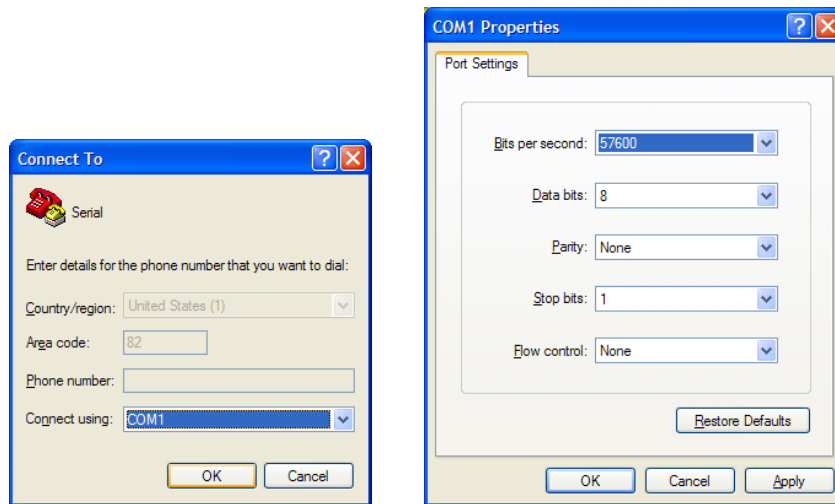 Connect To
Serial
Enter details for the phone number that you want to dial:
Country/region: United States (1)
Area code: 82
Phone number:
Connect using: COM1
OK Cancel
COM1 Properties
Port Settings
Bits per second: 57600
Data bits: 8
Parity: None
Stop bits: 1
Flow control: None
Restore Defaults
OK Cancel Apply